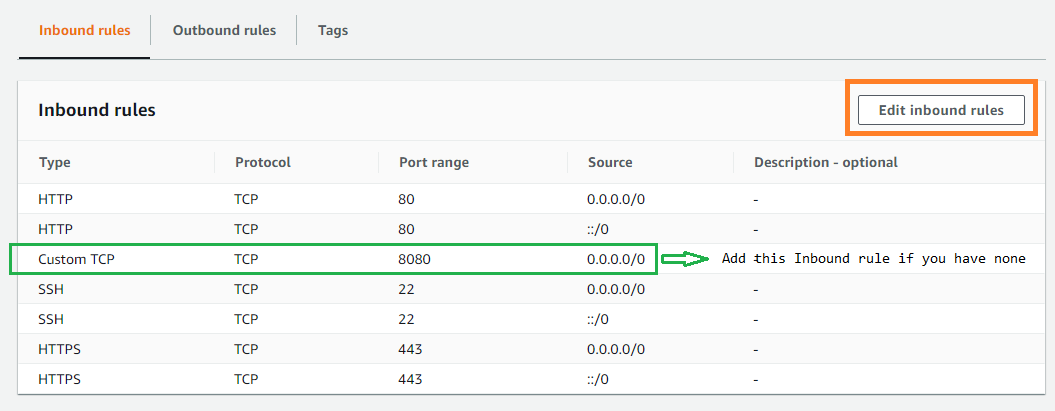 Inbound rules Outbound rules Tags
Inbound rules Edit inbound rules
Type Protocol Port range Source Description - optional
HTTP TCP 80 0.0.0.0/0 -
HTTP TCP 80 ::/0 -
Custom TCP TCP 8080 0.0.0.0/0 Add this Inbound rule if you have none
SSH TCP 22 0.0.0.0/0 -
SSH TCP 22 ::/0 -
HTTPS TCP 443 0.0.0.0/0 -
HTTPS TCP 443 ::/0 -